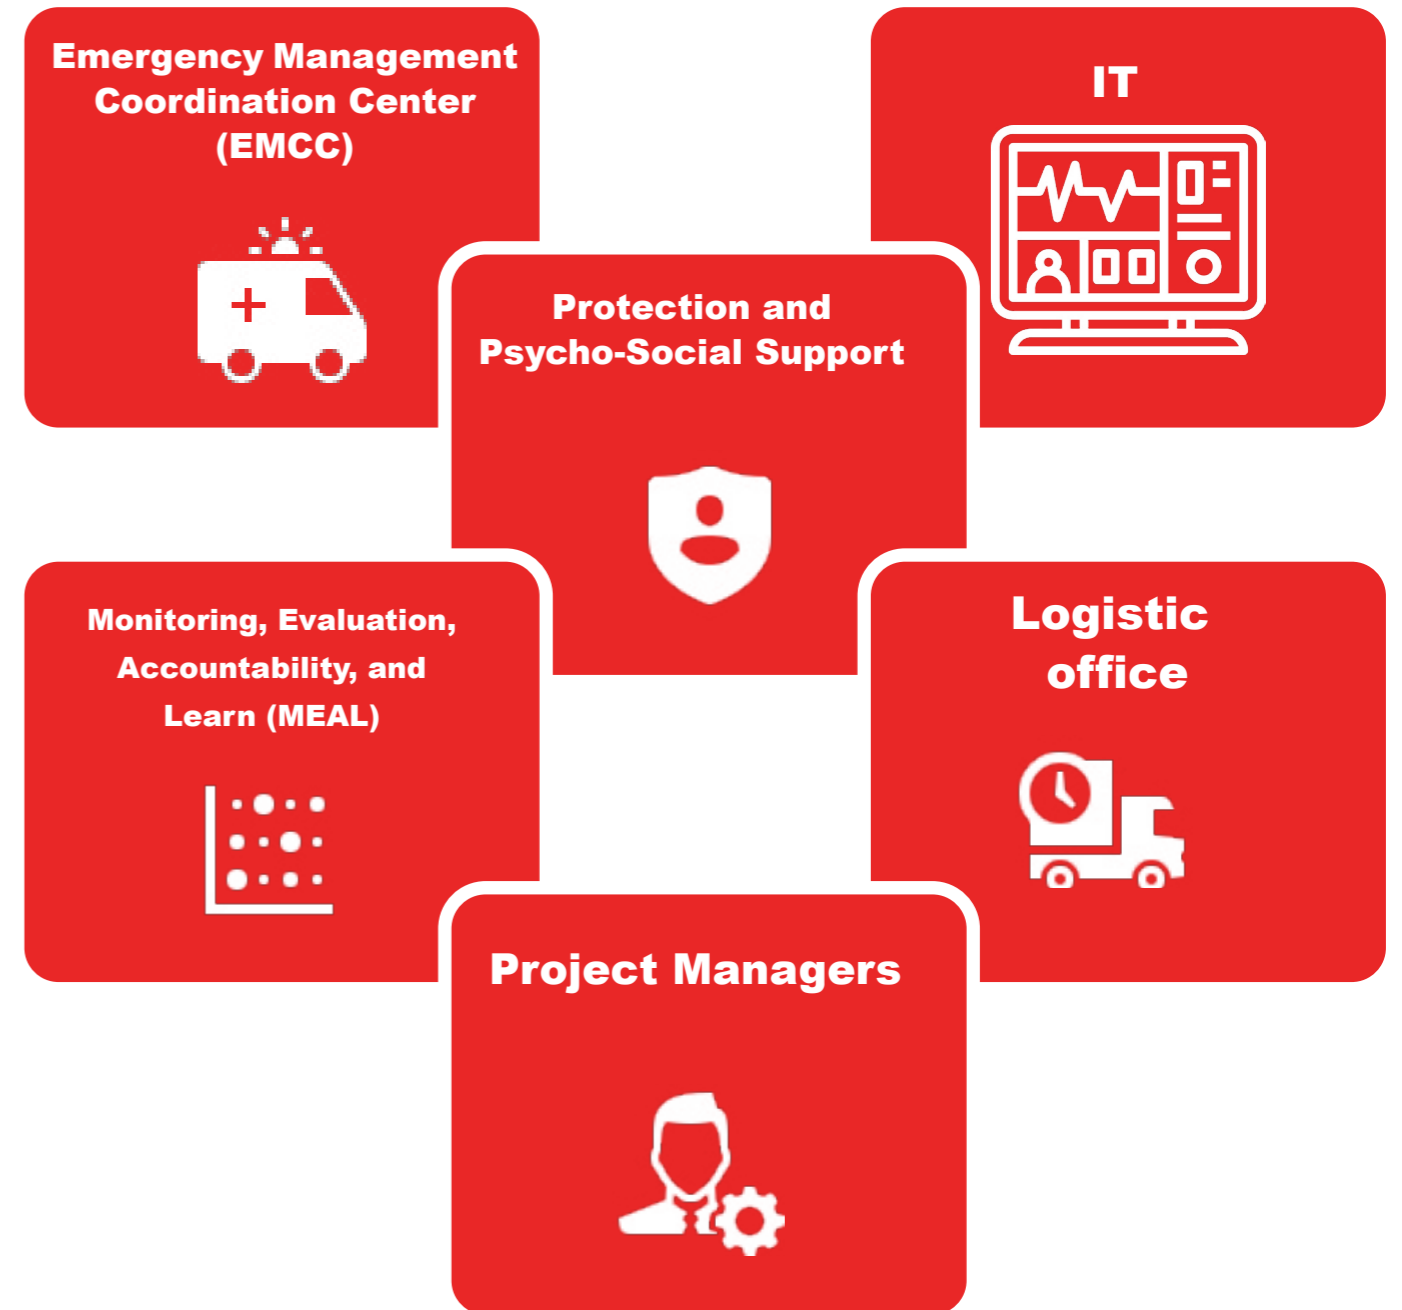 Emergency Management
Coordination Center
(EMCC)
IT
Protection and
Psycho-Social Support
Monitoring, Evaluation,
Accountability, and
Learn (MEAL)
Logistic
office
Project Managers